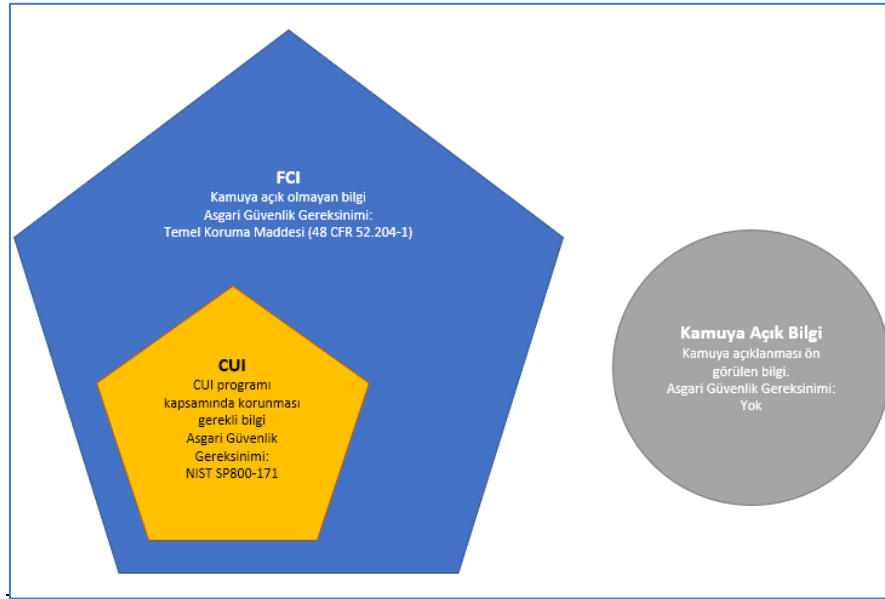 FCI
Kamuya açık olmayan bilgi
Asgari Güvenlik Gereksinimi:
Temel Koruma Maddesi (48 CFR 52.204-1)
CUI
CUI programı
kapsamında korunması
gerekli bilgi
Asgari Güvenlik
Gereksinimi:
NIST SP800-171
Kamuya Açık Bilgi
Kamuya açıklanması ön
görülen bilgi.
Asgari Güvenlik Gereksinimi:
Yok